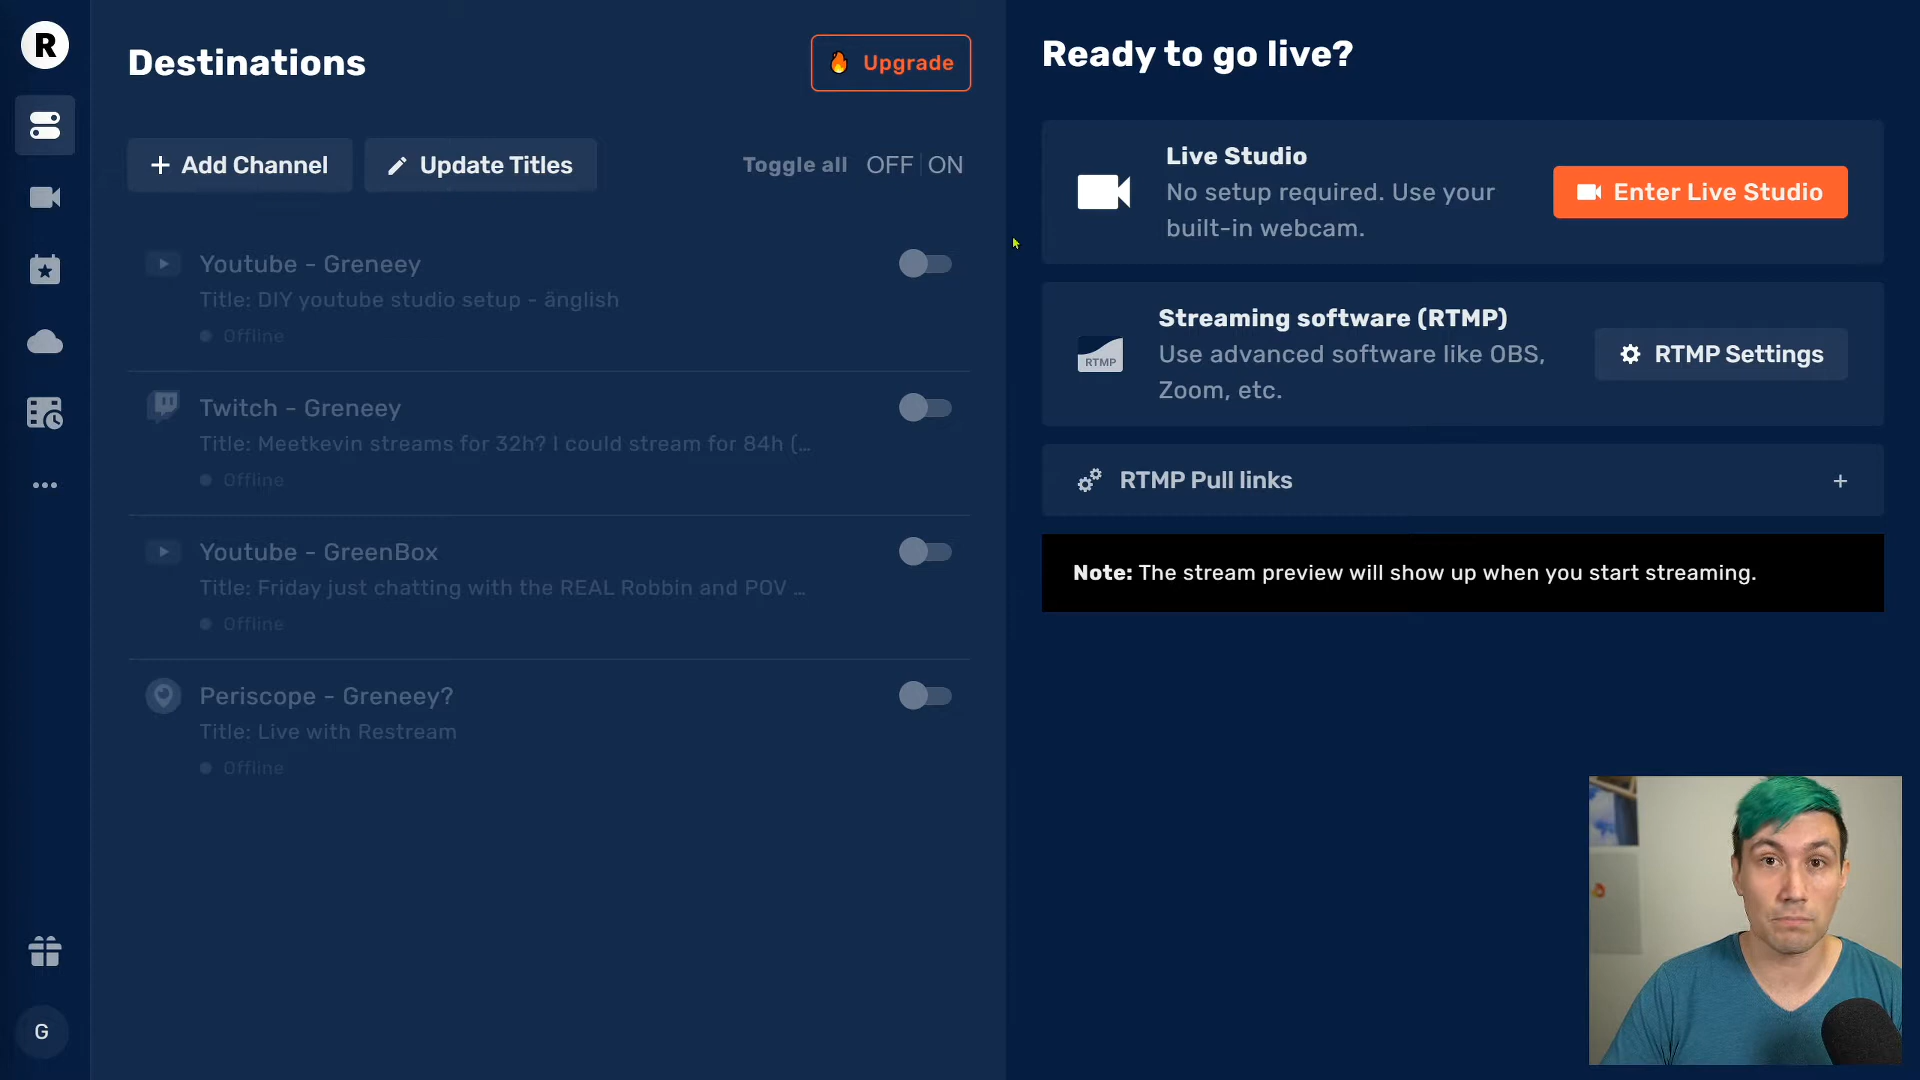 R
Destinations
Upgrade
Add Channel
Update Titles
Toggle all OFF ON
Youtube - Greneey
Title: DIY youtube studio setup - änglish
Offline
Twitch - Greneey
Title: Meetkevin streams for 32h? I could stream for 84h (...
Offline
Youtube - GreenBox
Title: Friday just chatting with the REAL Robbin and POV ...
Offline
Periscope - Greneey?
Title: Live with Restream
Offline
G
Ready to go live?
Live Studio
No setup required. Use your
built-in webcam.
Enter Live Studio
RTMP
Streaming software (RTMP)
Use advanced software like OBS,
Zoom, etc.
RTMP Settings
RTMP Pull links
Note: The stream preview will show up when you start streaming.